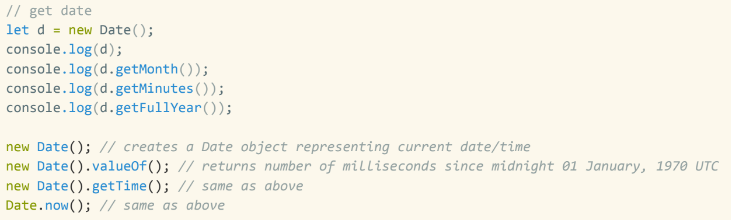 // get date
let d = new Date();
console.log(d);
console.log(d.getMonth());
console.log(d.getMinutes());
console.log(d.getFullYear());
new Date(); // creates a Date object representing current date/time
new Date().valueOf(); // returns number of milliseconds since midnight 01 January, 1970 UTC
new Date().getTime(); // same as above
Date.now(); // same as above